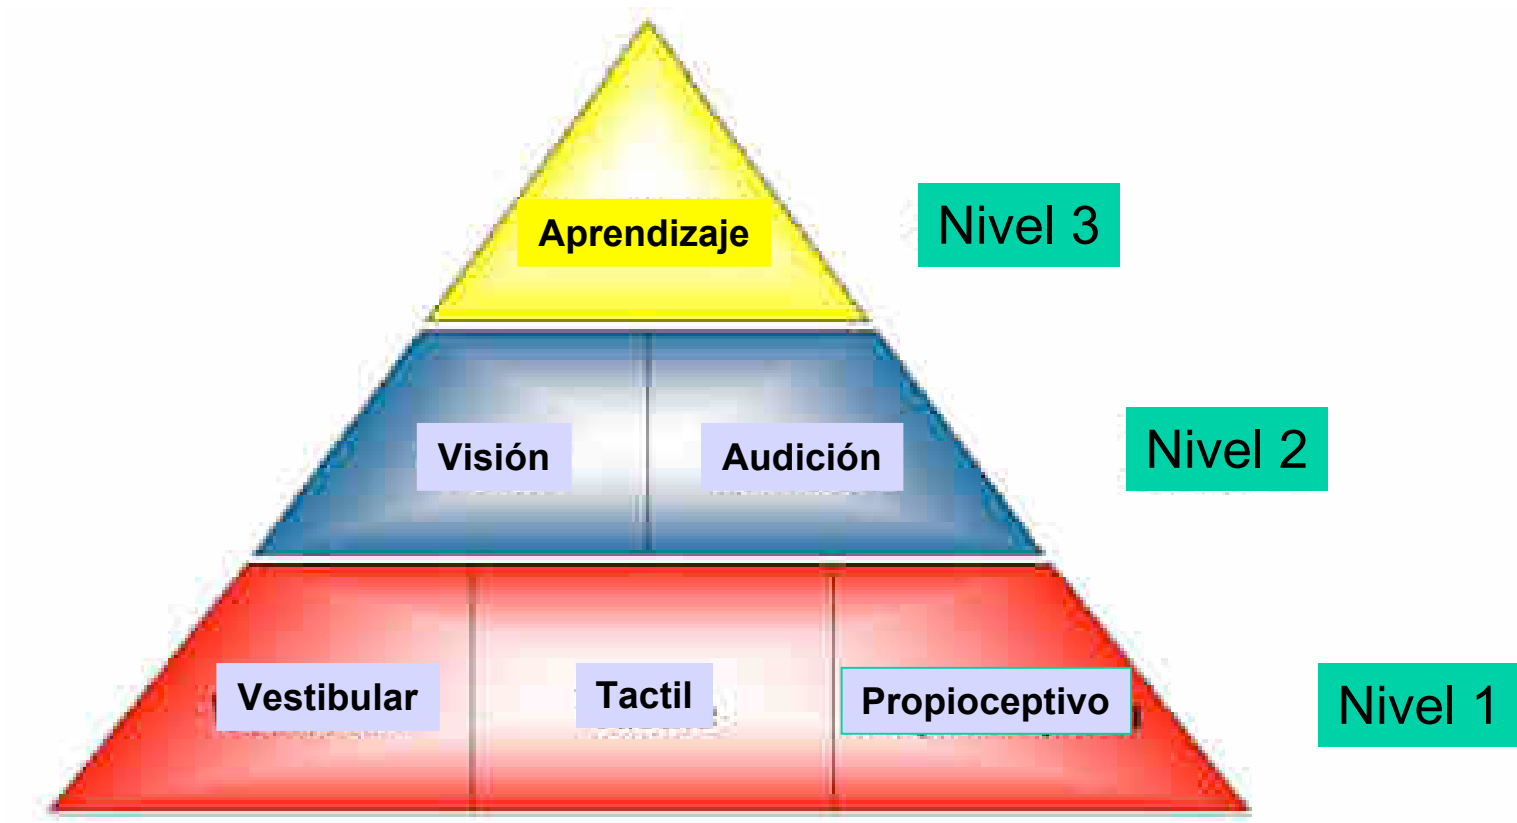 Aprendizaje
Nivel 3
Visión
Audición
Nivel 2
Vestibular
Tactil
Propioceptivo
Nivel 1